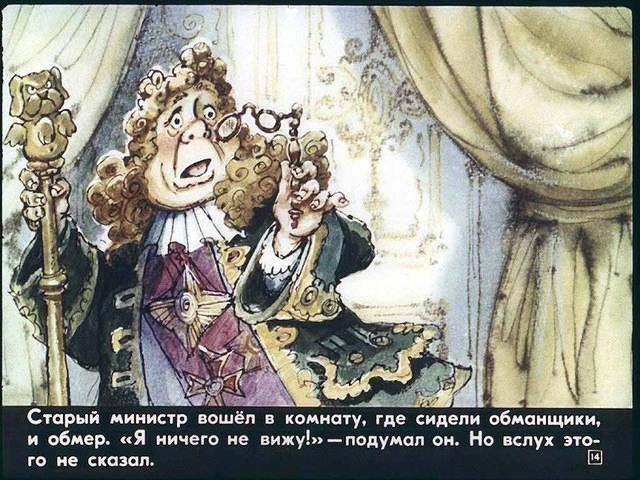 Старый министр вошёл в комнату, где сидели обманщики,
и обмер. «Я ничего не вижу!» — подумал он. Но вслух это-
го не сказал.
14